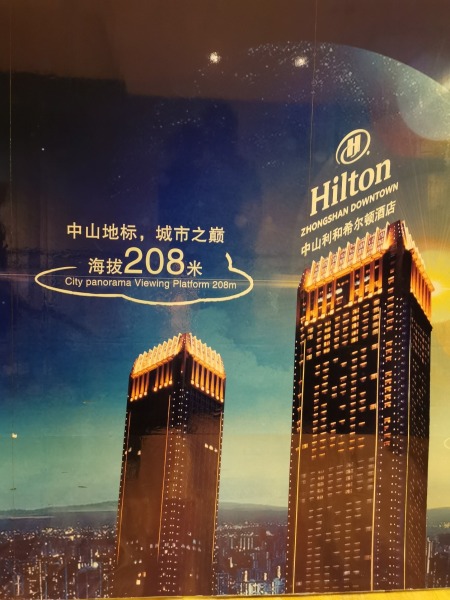 H
Hilton
ZHONGSHAN DOWNTOWN
中山利和希尔顿酒店
中山地标，城市之巅
海拔208米
City panorama Viewing Platform 208m